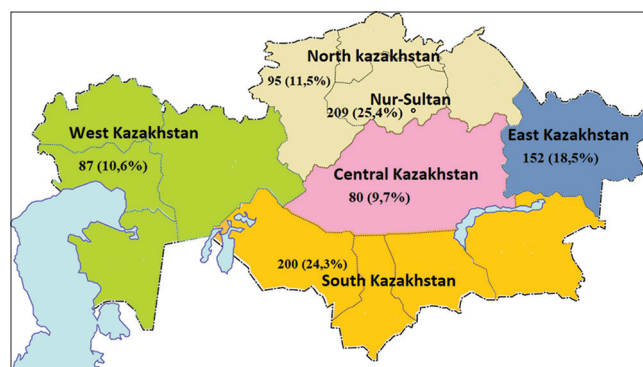 North kazakhstan
95 (11,5%)
Nur-Sultan
209 (25,4%)
West Kazakhstan
87 (10,6%)
East Kazakhstan
152 (18,5%)
Central Kazakhstan
80 (9,7%)
200 (24,3%)
South Kazakhstan